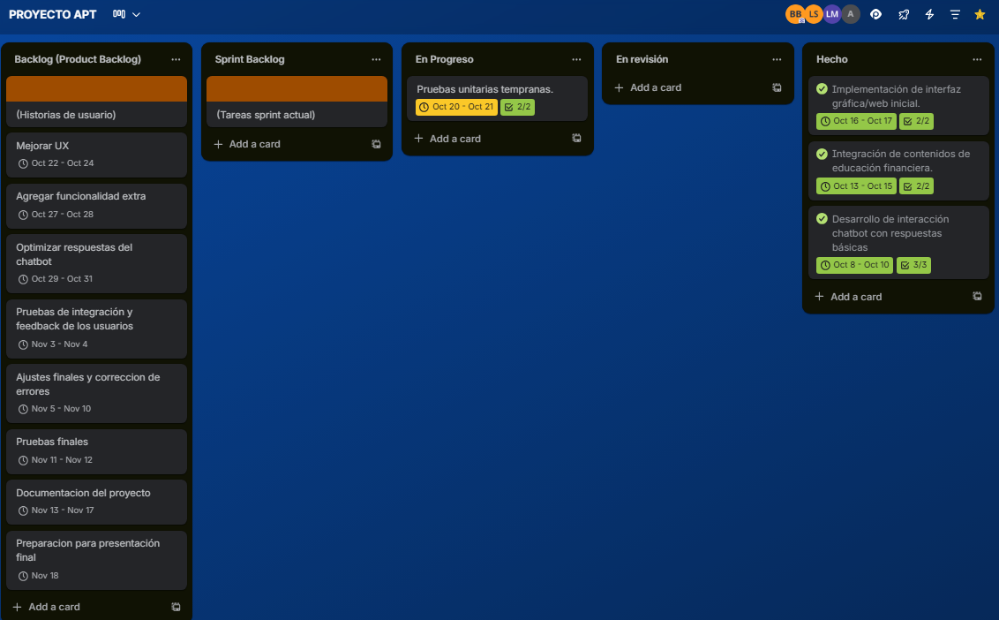 PROYECTO APT
BB LS LM A
Backlog (Product Backlog)
(Historias de usuario)
Mejorar UX
Oct 22 - Oct 24
Agregar funcionalidad extra
Oct 27 - Oct 28
Optimizar respuestas del
chatbot
Oct 29 - Oct 31
Pruebas de integración y
feedback de los usuarios
Nov 3 - Nov 4
Ajustes finales y correccion de
errores
Nov 5 - Nov 10
Pruebas finales
Nov 11 - Nov 12
Documentacion del proyecto
Nov 13 - Nov 17
Preparacion para presentación
final
Nov 18
+ Add a card
Sprint Backlog
(Tareas sprint actual)
+ Add a card
En Progreso
Pruebas unitarias tempranas.
Oct 20 - Oct 21 2/2
+ Add a card
En revisión
+ Add a card
Hecho
Implementación de interfaz
gráfica/web inicial.
Oct 16 - Oct 17 2/2
Integración de contenidos de
educación financiera.
Oct 13 - Oct 15 2/2
Desarrollo de interacción
chatbot con respuestas
básicas
Oct 8 - Oct 10 3/3
+ Add a card